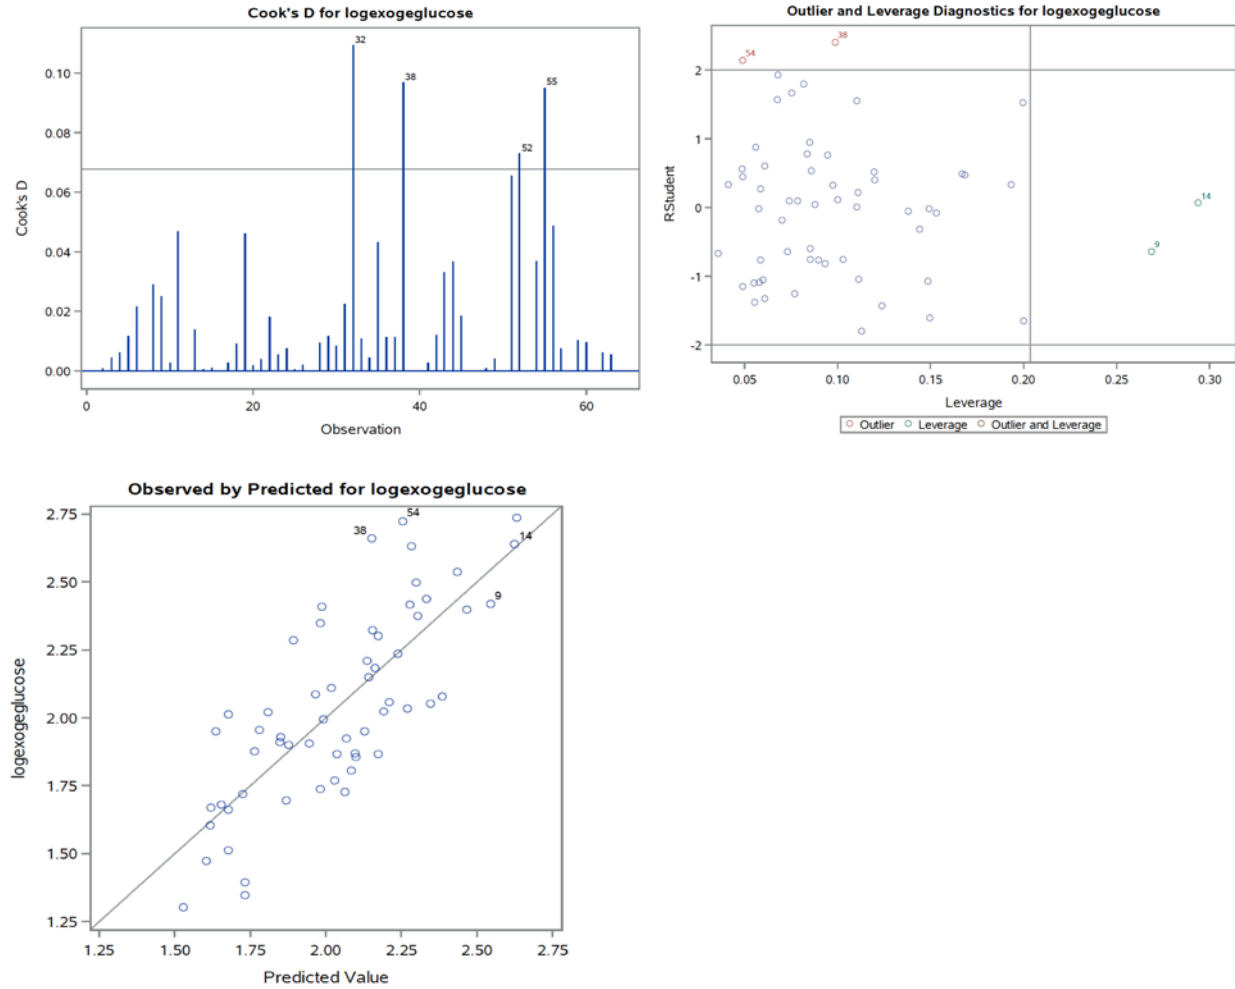 Cook's D for logexogeglucose
32
38
55
52
0.10
0.08
0.06
0.04
0.02
0.00
Cook's D
0 20 40 60
Observation
Outlier and Leverage Diagnostics for logexogeglucose
54
38
14
9
2
1
0
-1
-2
RStudent
0.05 0.10 0.15 0.20 0.25 0.30
Leverage
Outlier Leverage Outlier and Leverage
Observed by Predicted for logexogeglucose
54
38
14
9
2.75
2.50
2.25
2.00
1.75
1.50
1.25
logexogeglucose
1.25 1.50 1.75 2.00 2.25 2.50 2.75
Predicted Value